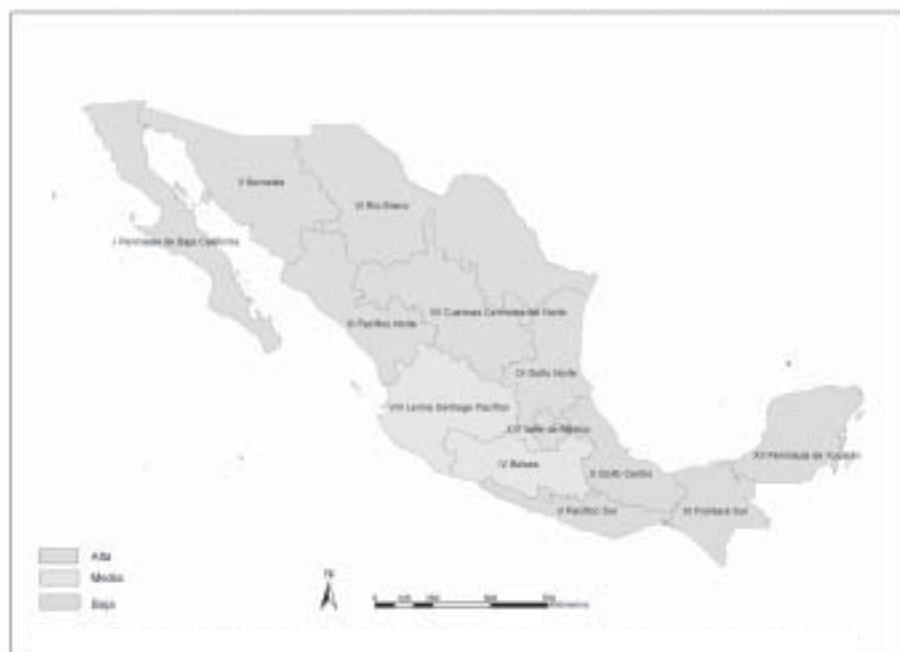 II Noroeste
VI Río Bravo
I Península de Baja California
VII Cuencas Centrales del Norte
III Pacífico Norte
IX Golfo Norte
VIII Lerma Santiago Pacífico
XIII Valle de México
IV Balsas
X Golfo Centro
XII Península de Yucatán
V Pacífico Sur
XI Frontera Sur
Alta
Media
Baja
N
0